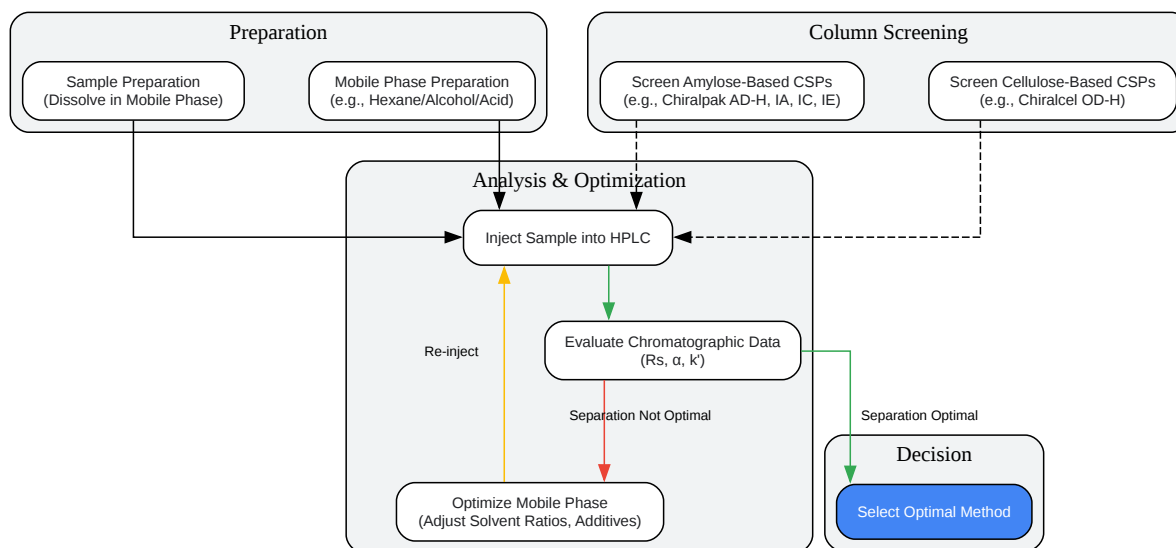 Preparation
Column Screening
Sample Preparation
(Dissolve in Mobile Phase)
Mobile Phase Preparation
(e.g., Hexane/Alcohol/Acid)
Screen Amylose-Based CSPs
(e.g., Chiralpak AD-H, IA, IC, IE)
Screen Cellulose-Based CSPs
(e.g., Chiralcel OD-H)
Analysis & Optimization
Inject Sample into HPLC
Re-inject
Evaluate Chromatographic Data
(Rs, α, k')
Separation Not Optimal
Separation Optimal
Decision
Optimize Mobile Phase
(Adjust Solvent Ratios, Additives)
Select Optimal Method